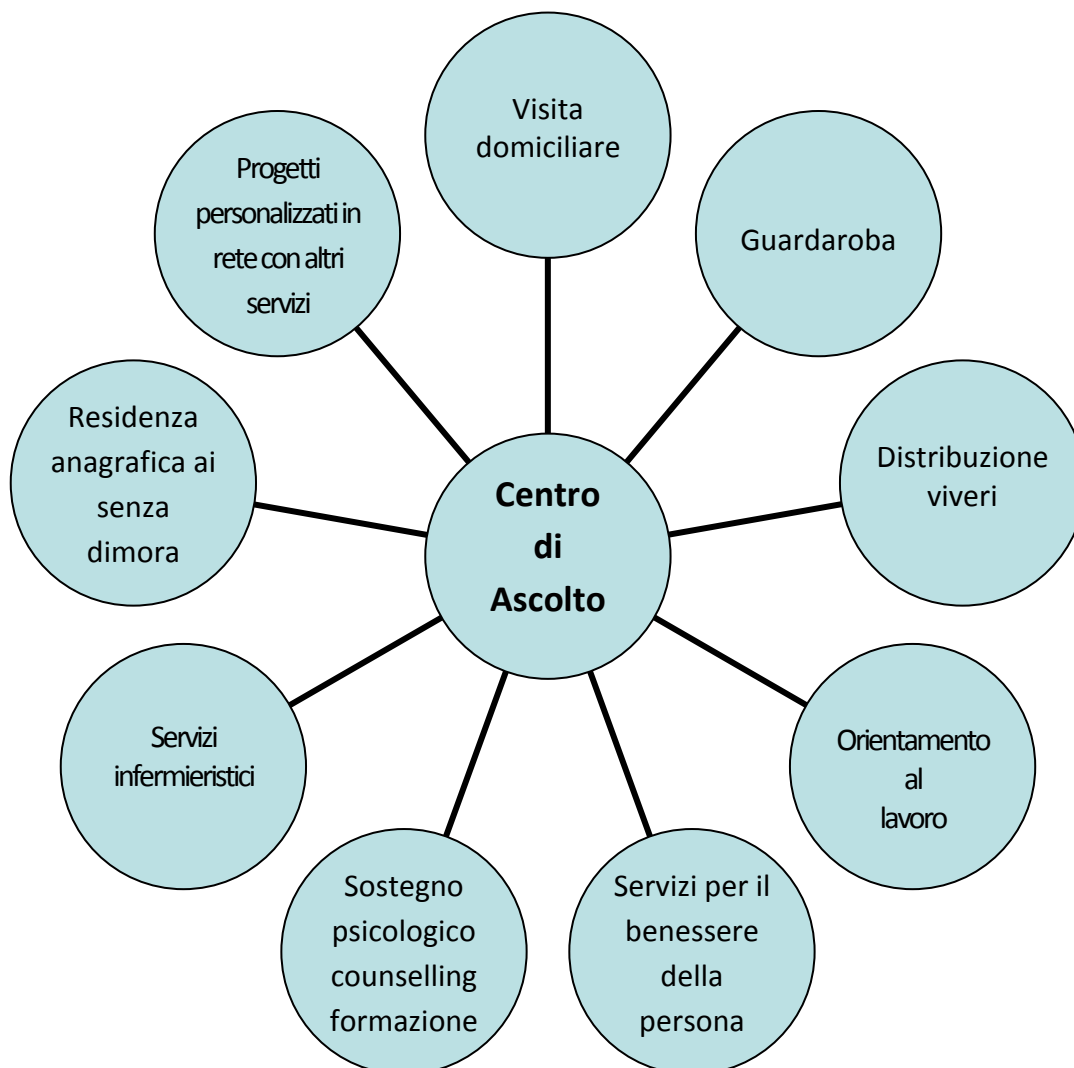 Visita
domiciliare
Progetti
personalizzati in
rete con altri
servizi
Guardaroba
Residenza
anagrafica ai
senza
dimora
Distribuzione
viveri
Centro
di
Ascolto
Servizi
infermieristici
Orientamento
al
lavoro
Sostegno
psicologico
counselling
formazione
Servizi per il
benessere
della
persona